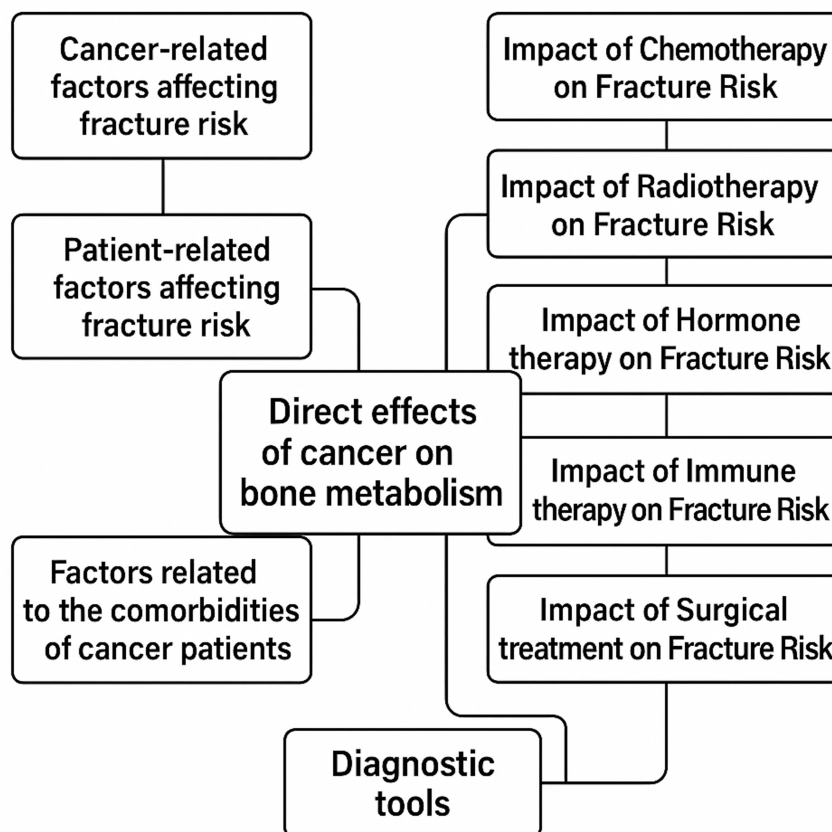 Cancer-related
factors affecting
fracture risk
Patient-related
factors affecting
fracture risk
Direct effects
of cancer on
bone metabolism
Factors related
to the comorbidities
of cancer patients
Impact of Chemotherapy
on Fracture Risk
Impact of Radiotherapy
on Fracture Risk
Impact of Hormone
therapy on Fracture Risk
Impact of Immune
therapy on Fracture Risk
Impact of Surgical
treatment on Fracture Risk
Diagnostic
tools